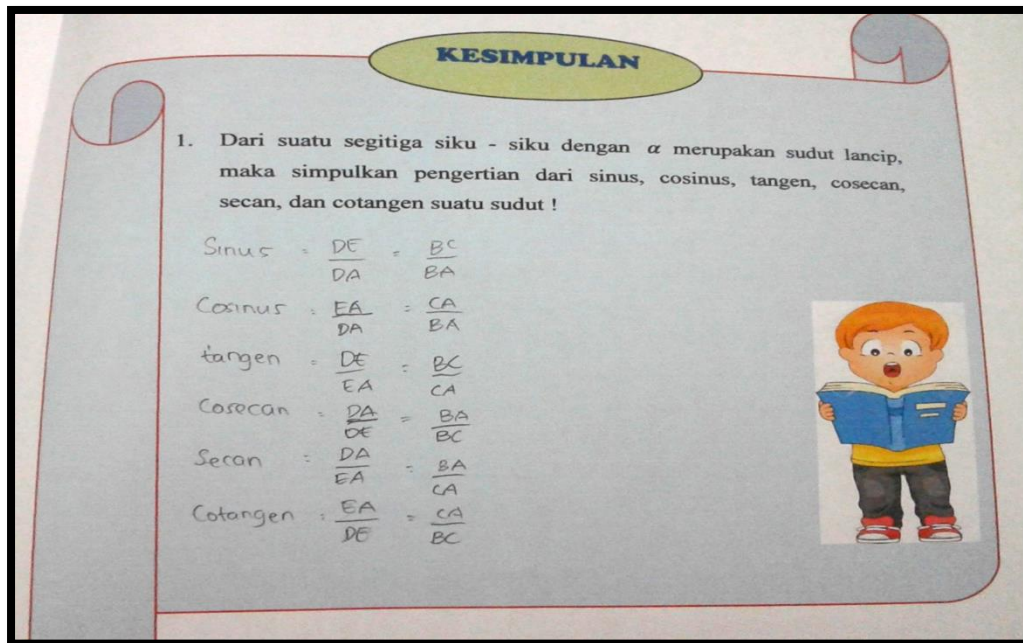 KESIMPULAN
1. Dari suatu segitiga siku - siku dengan α merupakan sudut lancip,
maka simpulkan pengertian dari sinus, cosinus, tangen, cosecan,
secan, dan cotangen suatu sudut !
Sinus = DE/DA = BC/BA
Cosinus = EA/DA = CA/BA
tangen = DE/EA = BC/CA
Cosecan = DA/DE = BA/BC
Secan = DA/EA = BA/CA
Cotangen = EA/DE = CA/BC